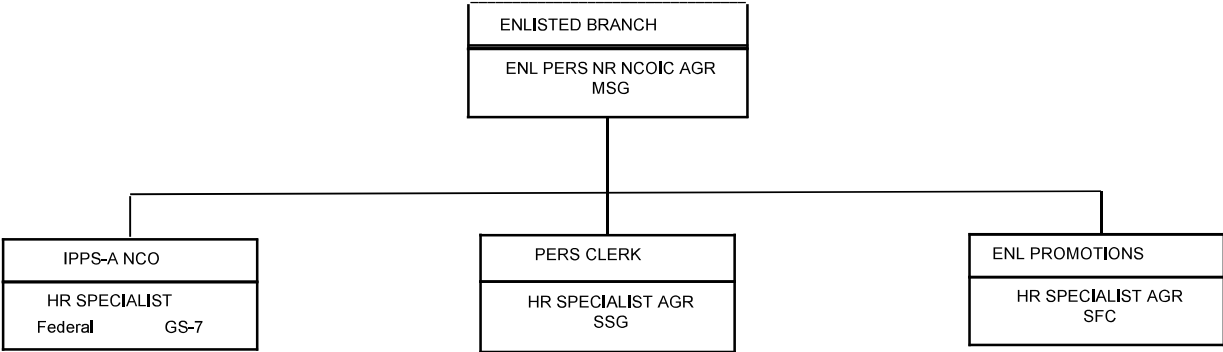 ENLISTED BRANCH
ENL PERS NR NCOIC AGR
MSG
IPPS-A NCO
HR SPECIALIST
Federal GS-7
PERS CLERK
HR SPECIALIST AGR
SSG
ENL PROMOTIONS
HR SPECIALIST AGR
SFC